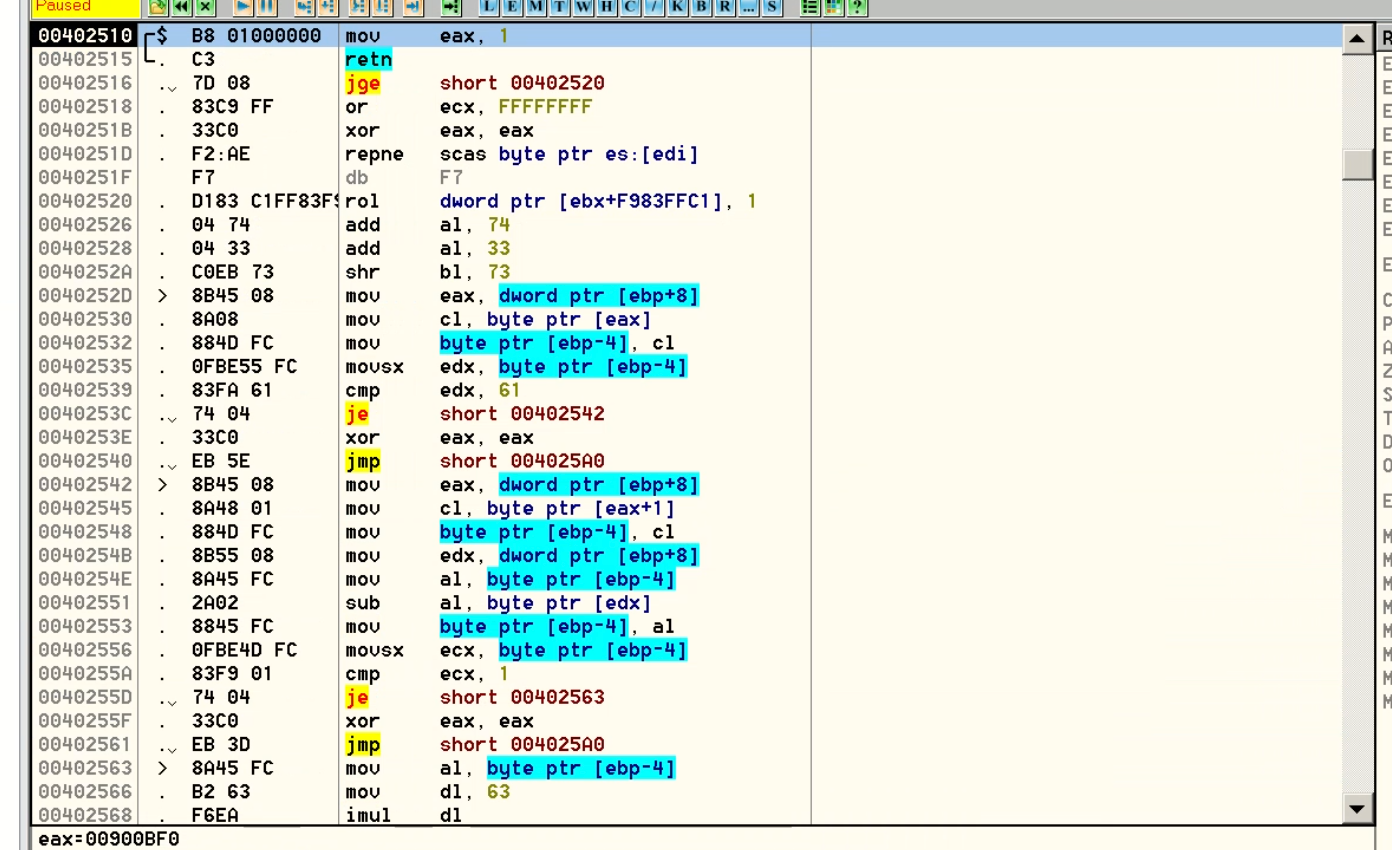 Paused L E M T W H C / K B R ... S ?
00402510 $ B8 01000000 mov eax, 1 R
00402515 . C3 retn E
00402516 .v 7D 08 jge short 00402520 E
00402518 . 83C9 FF or ecx, FFFFFFFF E
0040251B . 33C0 xor eax, eax E
0040251D . F2:AE repne scas byte ptr es:[edi] E
0040251F F7 db F7 E
00402520 . D183 C1FF83F9 rol dword ptr [ebx+F983FFC1], 1 E
00402526 . 04 74 add al, 74 E
00402528 . 04 33 add al, 33
0040252A . C0EB 73 shr bl, 73 E
0040252D > 8B45 08 mov eax, dword ptr [ebp+8] C
00402530 . 8A08 mov cl, byte ptr [eax] P
00402532 . 884D FC mov byte ptr [ebp-4], cl A
00402535 . 0FBE55 FC movsx edx, byte ptr [ebp-4] Z
00402539 . 83FA 61 cmp edx, 61 S
0040253C .v 74 04 je short 00402542 T
0040253E . 33C0 xor eax, eax D
00402540 .v EB 5E jmp short 004025A0 O
00402542 > 8B45 08 mov eax, dword ptr [ebp+8]
00402545 . 8A48 01 mov cl, byte ptr [eax+1] E
00402548 . 884D FC mov byte ptr [ebp-4], cl M
0040254B . 8B55 08 mov edx, dword ptr [ebp+8] M
0040254E . 8A45 FC mov al, byte ptr [ebp-4] M
00402551 . 2A02 sub al, byte ptr [edx] M
00402553 . 8845 FC mov byte ptr [ebp-4], al M
00402556 . 0FBE4D FC movsx ecx, byte ptr [ebp-4] M
0040255A . 83F9 01 cmp ecx, 1 M
0040255D .v 74 04 je short 00402563 M
0040255F . 33C0 xor eax, eax
00402561 .v EB 3D jmp short 004025A0
00402563 > 8A45 FC mov al, byte ptr [ebp-4]
00402566 . B2 63 mov dl, 63
00402568 . F6EA imul dl
eax=00900BF0